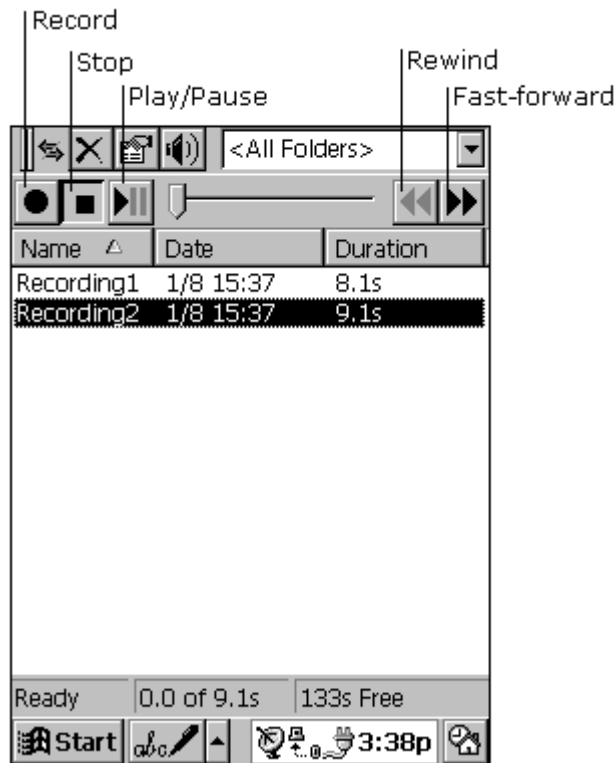 Record
Stop
Rewind
Play/Pause
Fast-forward
<All Folders>
Name Date Duration
Recording1 1/8 15:37 8.1s
Recording2 1/8 15:37 9.1s
Ready 0.0 of 9.1s 133s Free
Start abc 3:38p